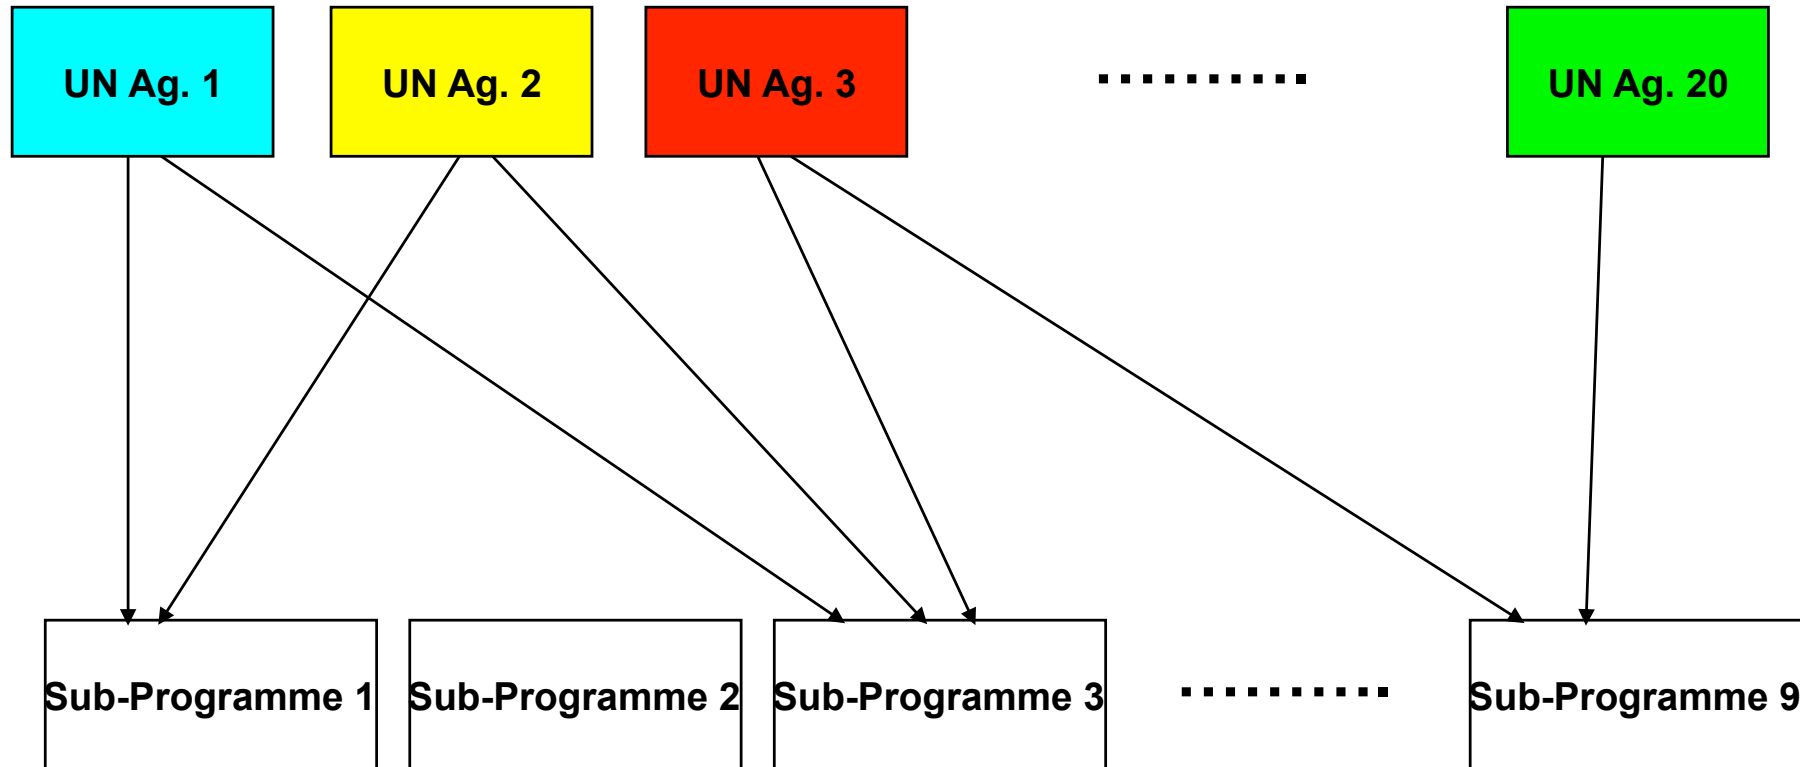 UN Ag. 1
UN Ag. 2
UN Ag. 3
UN Ag. 20
Sub-Programme 1
Sub-Programme 2
Sub-Programme 3
Sub-Programme 9